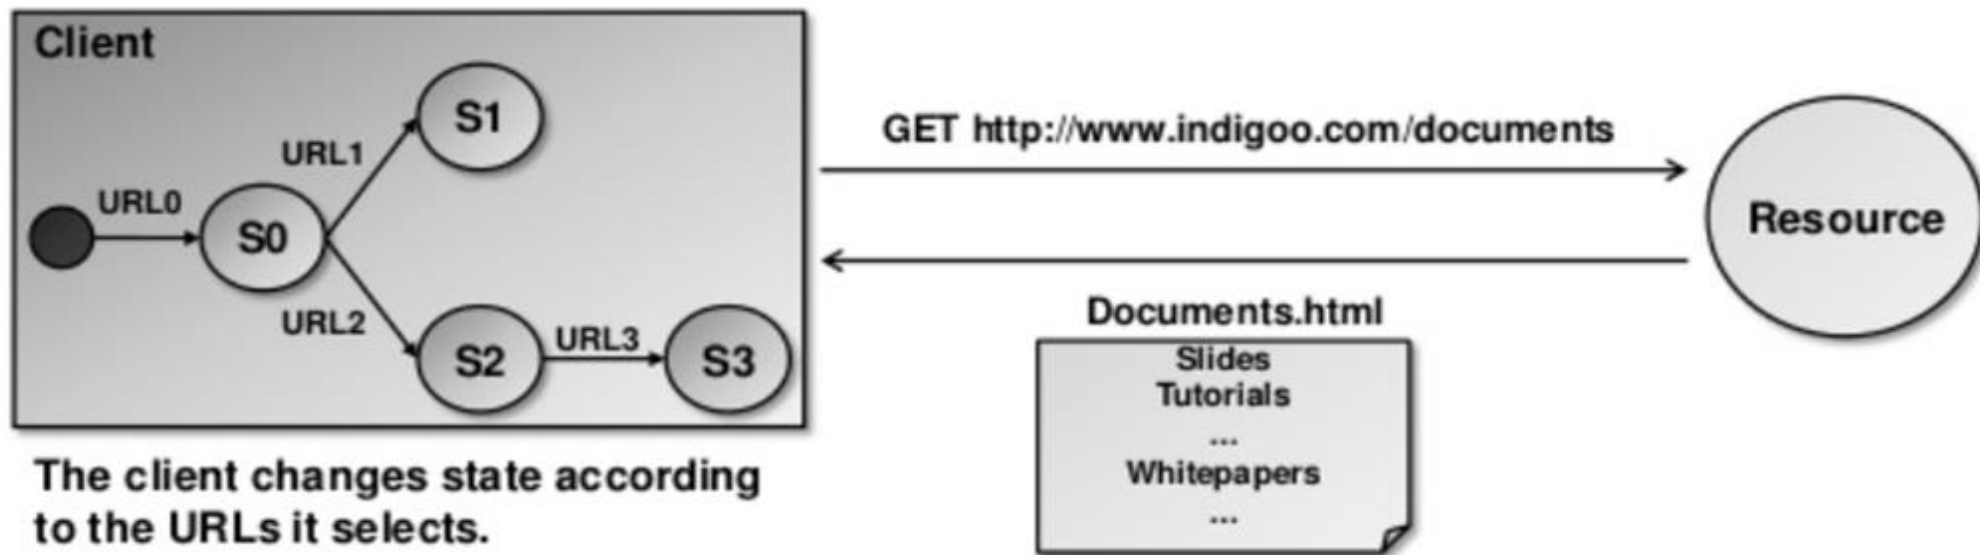 Client
S1
URL1
URL0
S0
URL2
S2
URL3
S3
The client changes state according
to the URLs it selects.
GET http://www.indigoo.com/documents
Resource
Documents.html
Slides
Tutorials
...
Whitepapers
...